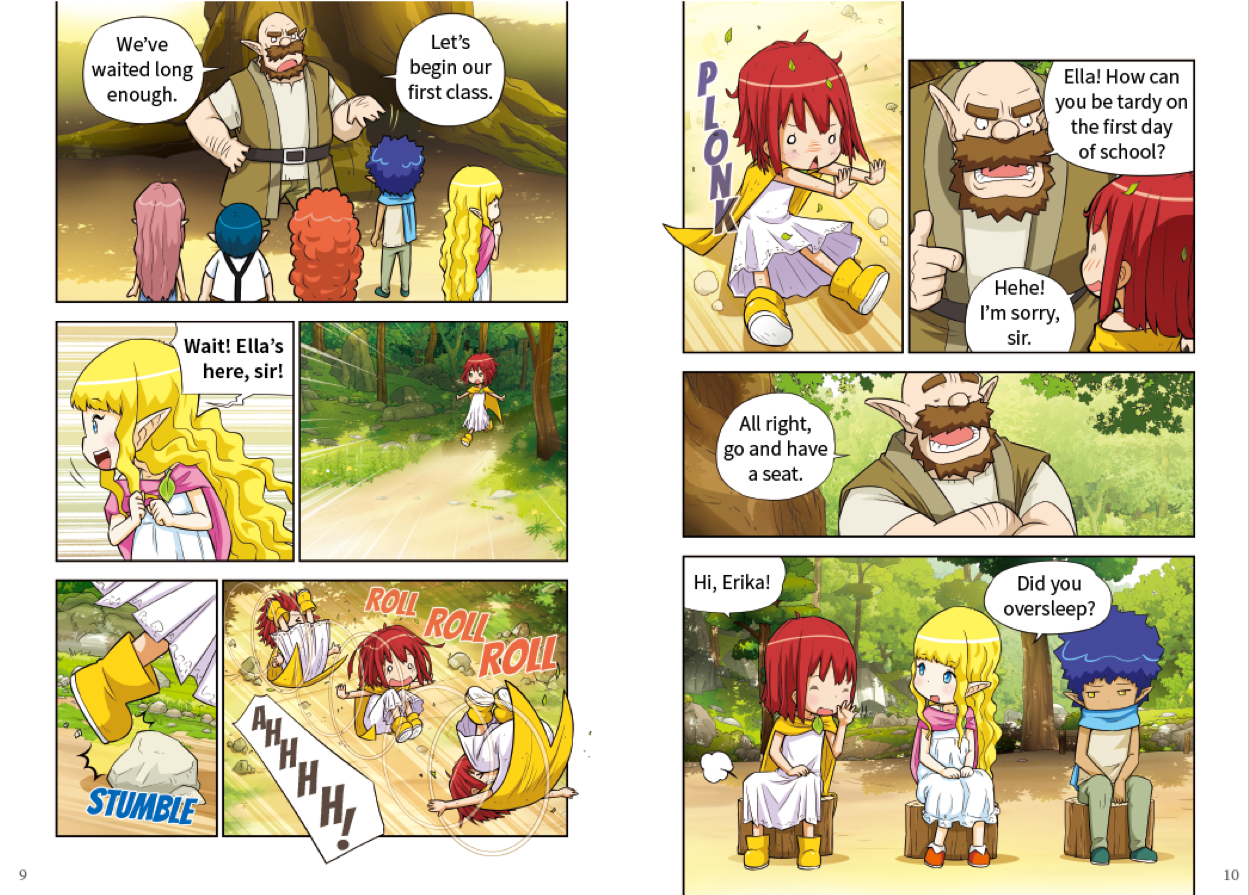 We've
waited long
enough.
Let's
begin our
first class.
Wait! Ella's
here, sir!
STUMBLE
ROLL
ROLL
ROLL
AHHHHH!
9
PLONK
Ella! How can
you be tardy on
the first day
of school?
Hehe!
I'm sorry,
sir.
All right,
go and have
a seat.
Hi, Erika!
Did you
oversleep?
10